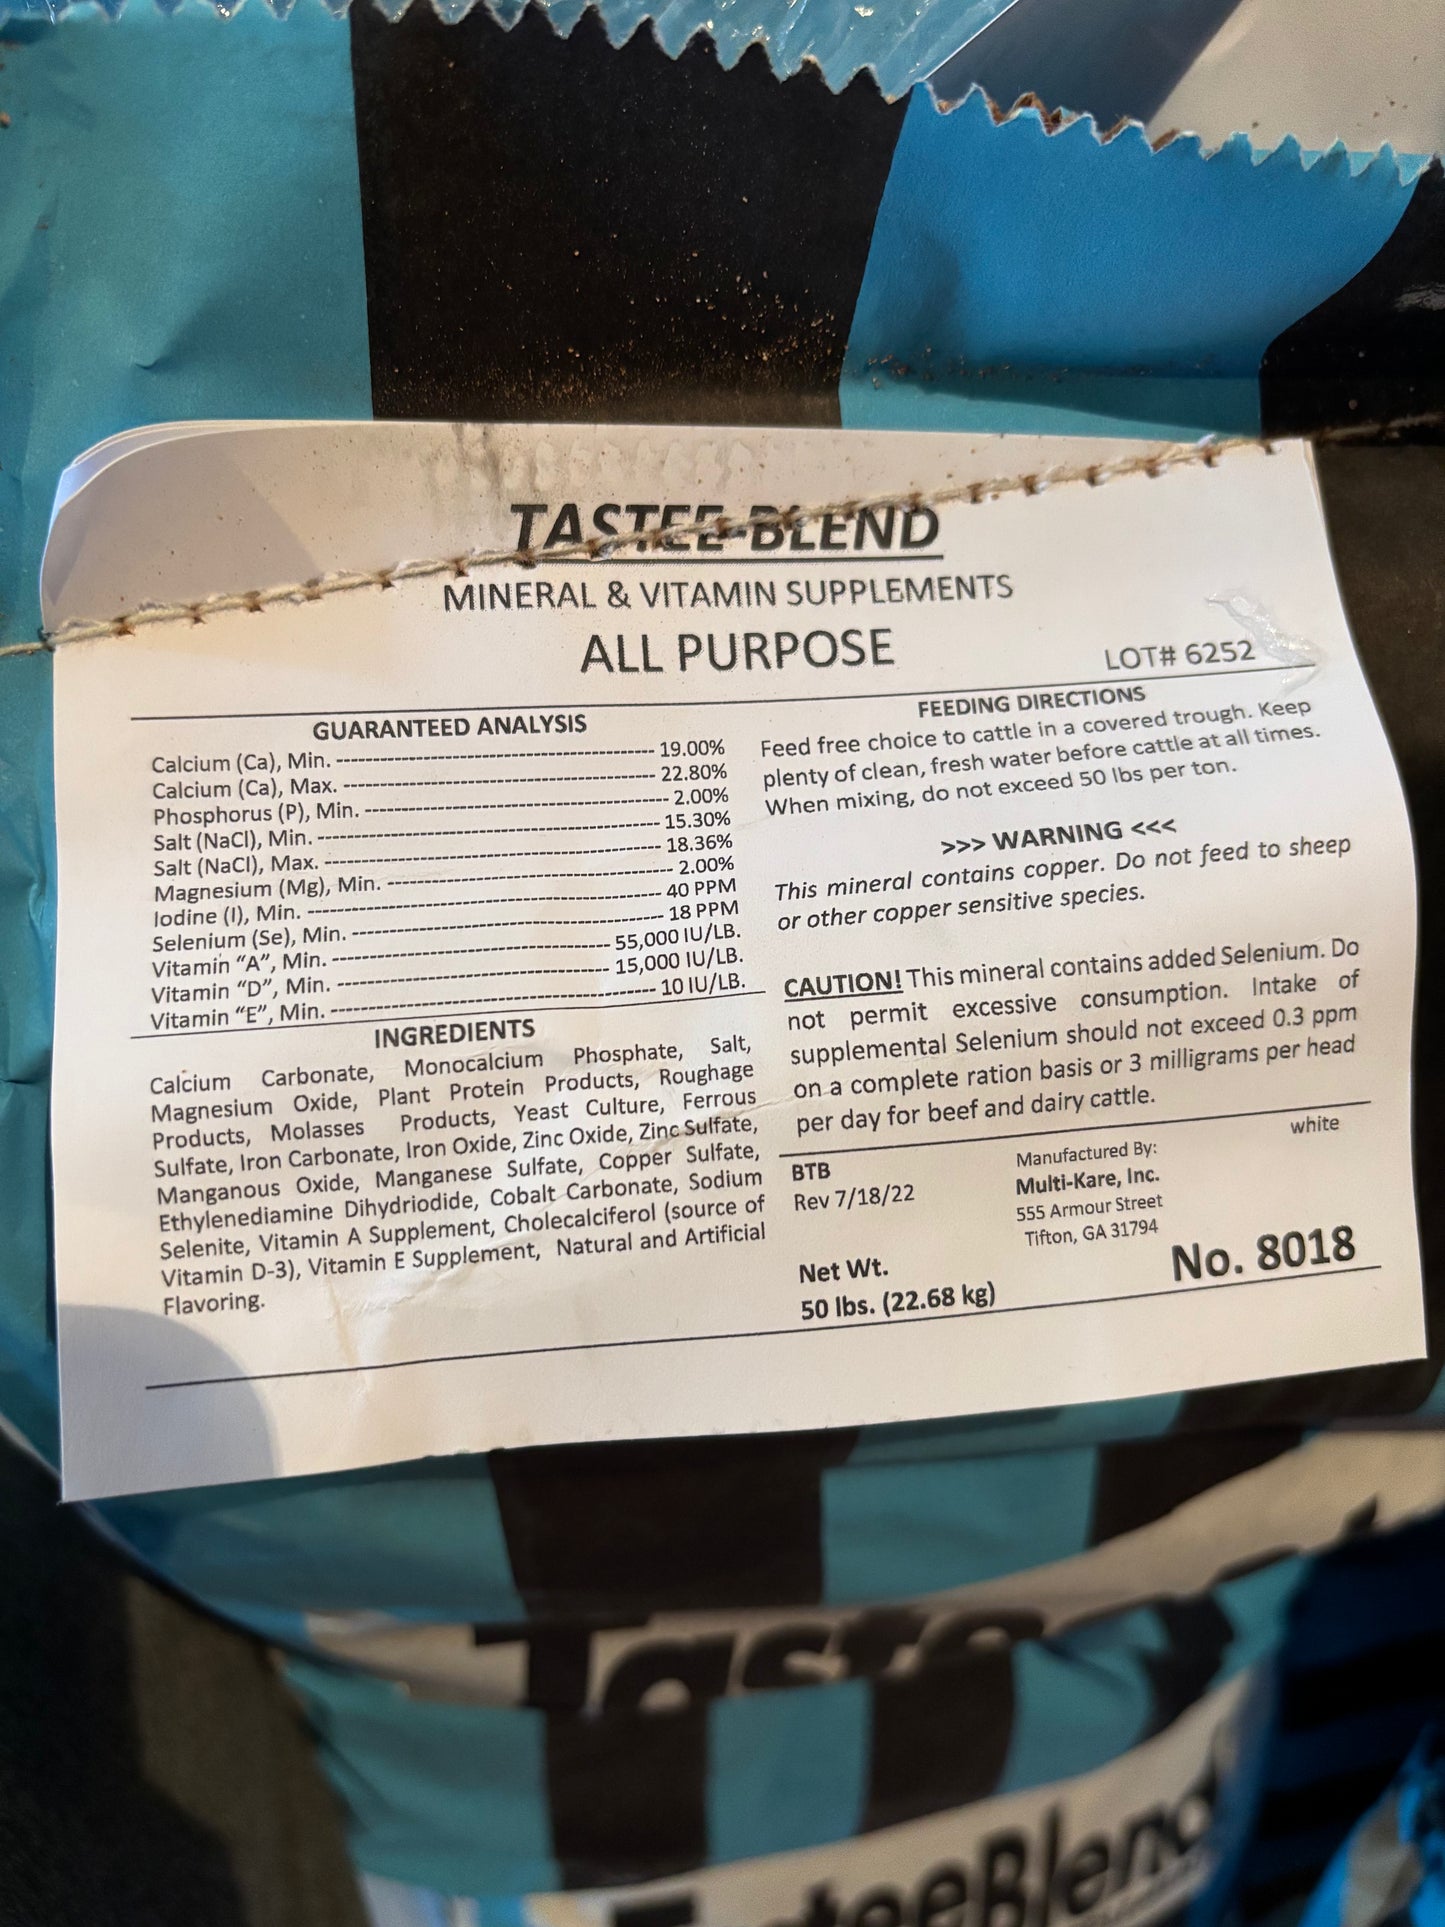 TASTEE-BLEND
MINERAL & VITAMIN SUPPLEMENTS
ALL PURPOSE
LOT# 6252
GUARANTEED ANALYSIS
Calcium (Ca), Min. ---------- 19.00%
Calcium (Ca), Max. ---------- 22.80%
Phosphorus (P), Min. ---------- 2.00%
Salt (NaCl), Min. ---------- 15.30%
Salt (NaCl), Max. ---------- 18.36%
Magnesium (Mg), Min. ---------- 2.00%
Iodine (I), Min. ---------- 40 PPM
Selenium (Se), Min. ---------- 18 PPM
Vitamin “A”, Min. ---------- 55,000 IU/LB.
Vitamin “D”, Min. ---------- 15,000 IU/LB.
Vitamin “E”, Min. ---------- 10 IU/LB.
INGREDIENTS
Calcium Carbonate, Monocalcium Phosphate, Salt,
Magnesium Oxide, Plant Protein Products, Roughage
Products, Molasses Products, Yeast Culture, Ferrous
Sulfate, Iron Carbonate, Iron Oxide, Zinc Oxide, Zinc Sulfate,
Manganous Oxide, Manganese Sulfate, Copper Sulfate,
Ethylenediamine Dihydriodide, Cobalt Carbonate, Sodium
Selenite, Vitamin A Supplement, Cholecalciferol (source of
Vitamin D-3), Vitamin E Supplement, Natural and Artificial
Flavoring.
FEEDING DIRECTIONS
Feed free choice to cattle in a covered trough. Keep
plenty of clean, fresh water before cattle at all times.
When mixing, do not exceed 50 lbs per ton.
>>> WARNING <<<
This mineral contains copper. Do not feed to sheep
or other copper sensitive species.
CAUTION! This mineral contains added Selenium. Do
not permit excessive consumption. Intake of
supplemental Selenium should not exceed 0.3 ppm
on a complete ration basis or 3 milligrams per head
per day for beef and dairy cattle.
white
BTB
Rev 7/18/22
Manufactured By:
Multi-Kare, Inc.
555 Armour Street
Tifton, GA 31794
Net Wt.
50 lbs. (22.68 kg)
No. 8018
TasteeBlend